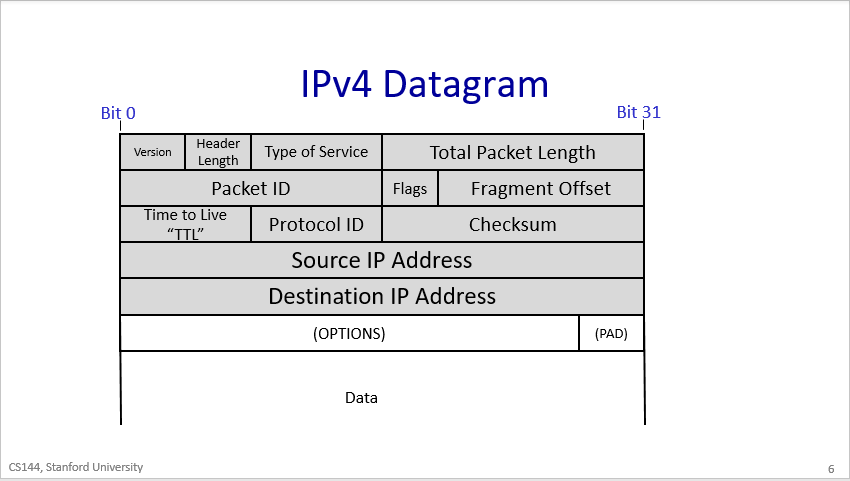 IPv4 Datagram
Bit 0
Bit 31
Version
Header
Length
Type of Service
Total Packet Length
Packet ID
Flags
Fragment Offset
Time to Live
“TTL”
Protocol ID
Checksum
Source IP Address
Destination IP Address
(OPTIONS)
(PAD)
Data
CS144, Stanford University
6